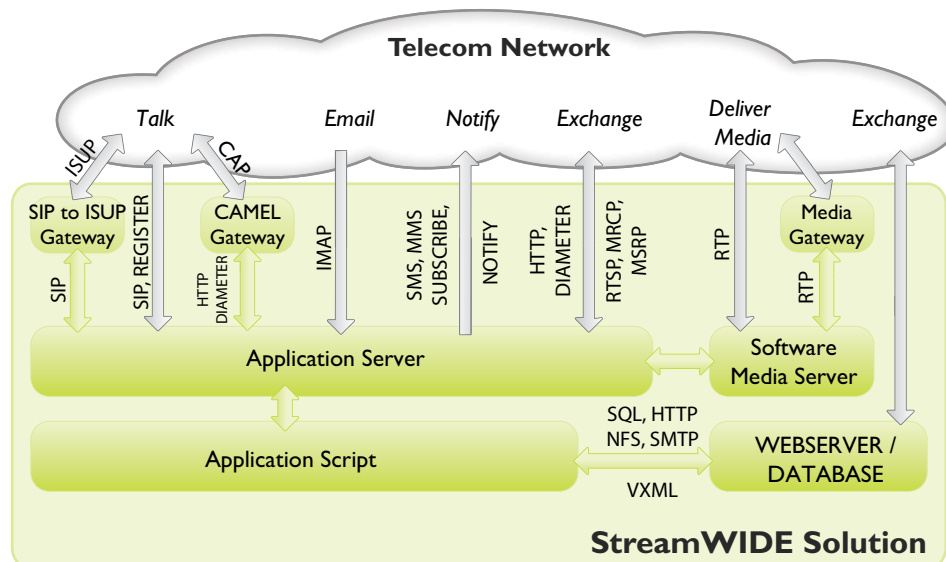 Telecom Network
Talk
Email
Notify
Exchange
Deliver
Media
Exchange
ISUP
CAP
SIP to ISUP
Gateway
CAMEL
Gateway
Media
Gateway
SIP
SIP, REGISTER
HTTP
DIAMETER
IMAP
SMS, MMS
SUBSCRIBE,
NOTIFY
HTTP,
DIAMETER
RTSP, MRCP,
MSRP
RTP
RTP
Application Server
Software
Media Server
SQL, HTTP
NFS, SMTP
Application Script
WEBSERVER /
DATABASE
VXML
StreamWIDE Solution